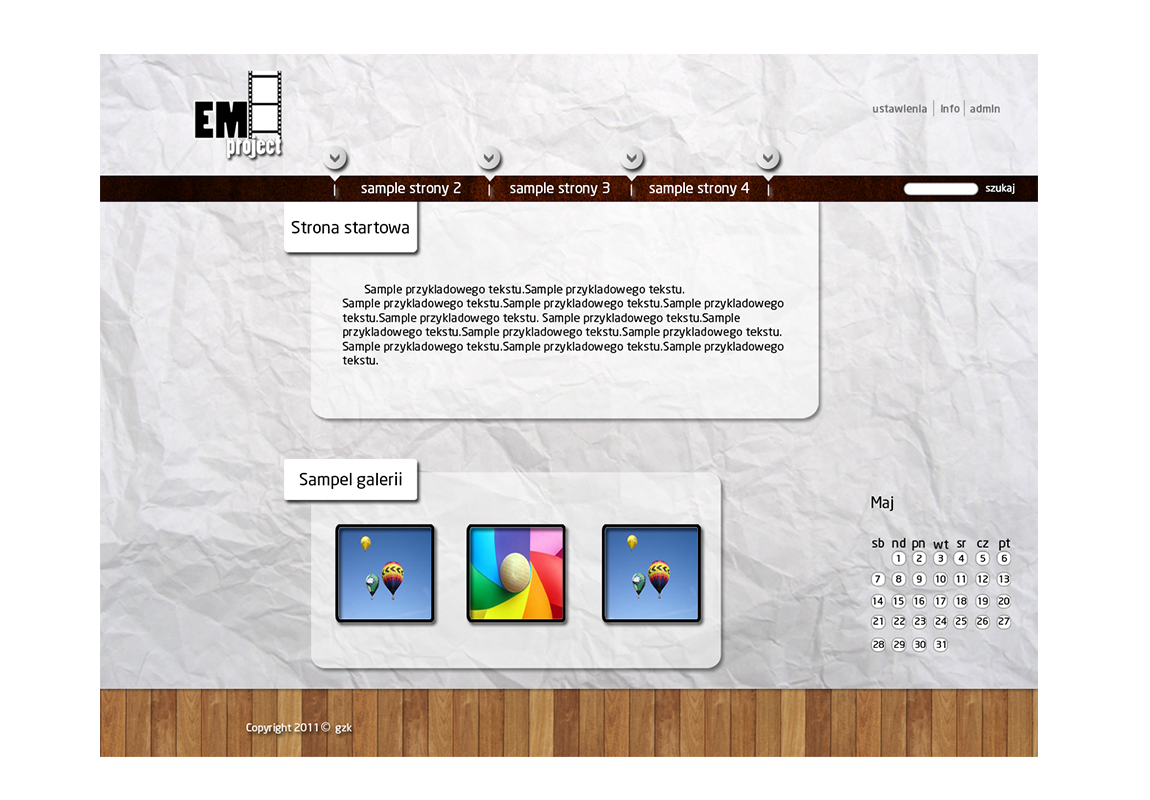 EM
project
ustawienia | Info | admin
sample strony 2 | sample strony 3 | sample strony 4
szukaj
Strona startowa
Sample przykladowego tekstu.Sample przykladowego tekstu.
Sample przykladowego tekstu.Sample przykladowego tekstu.Sample przykladowego
tekstu.Sample przykladowego tekstu. Sample przykladowego tekstu.Sample
przykladowego tekstu.Sample przykladowego tekstu.Sample przykladowego tekstu.
Sample przykladowego tekstu.Sample przykladowego tekstu.Sample przykladowego
tekstu.
Sampel galerii
Maj
sb nd pn wt sr cz pt
1 2 3 4 5 6
7 8 9 10 11 12 13
14 15 16 17 18 19 20
21 22 23 24 25 26 27
28 29 30 31
Copyright 2011© gzk